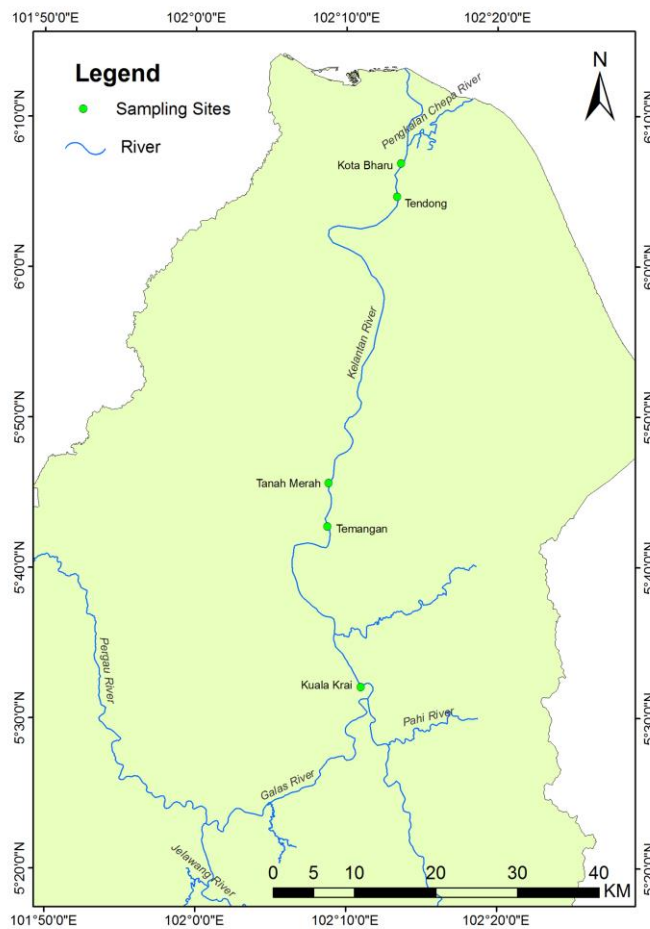 101°50'0"E 102°0'0"E 102°10'0"E 102°20'0"E
N
Legend
Sampling Sites
River
6°10'0"N
6°10'0"N
Pengkalan Chepa River
Kota Bharu
Tendong
6°0'0"N
6°0'0"N
Kelantan River
5°50'0"N
5°50'0"N
Tanah Merah
Temangan
5°40'0"N
5°40'0"N
Pergau River
Kuala Krai
Pahi River
5°30'0"N
5°30'0"N
Galas River
Jelawang River
5°20'0"N
5°20'0"N
0 5 10 20 30 40
KM
101°50'0"E 102°0'0"E 102°10'0"E 102°20'0"E